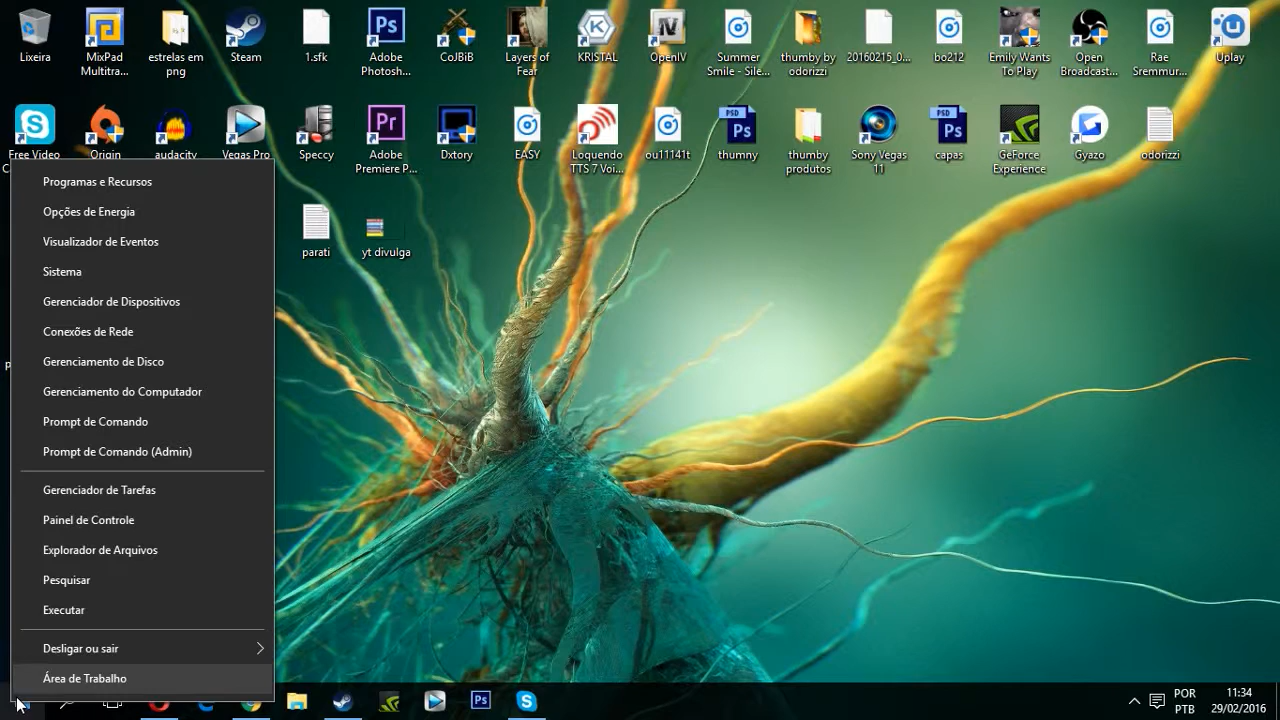 Lixeira
MixPad
Multitra...
estrelas em
png
Steam
1.sfk
Adobe
Photosh...
CoJBiB
Layers of
Fear
KRISTAL
OpenIV
Summer
Smile - Sile...
thumby by
odorizzi
20160215_0...
bo212
Emily Wants
To Play
Open
Broadcast...
Rae
Sremmur...
Uplay
Free Video
Origin
audacity
Vegas Pro
Speccy
Adobe
Premiere P...
Dxtory
EASY
Loquendo
TTS 7 Voi...
ou11141t
PSD
Ps
thumny
thumby
produtos
Sony Vegas
11
PSD
Ps
capas
GeForce
Experience
Gyazo
odorizzi
parati
yt divulga
Programas e Recursos
Opções de Energia
Visualizador de Eventos
Sistema
Gerenciador de Dispositivos
Conexões de Rede
Gerenciamento de Disco
Gerenciamento do Computador
Prompt de Comando
Prompt de Comando (Admin)
Gerenciador de Tarefas
Painel de Controle
Explorador de Arquivos
Pesquisar
Executar
Desligar ou sair
Área de Trabalho
POR
PTB
11:34
29/02/2016